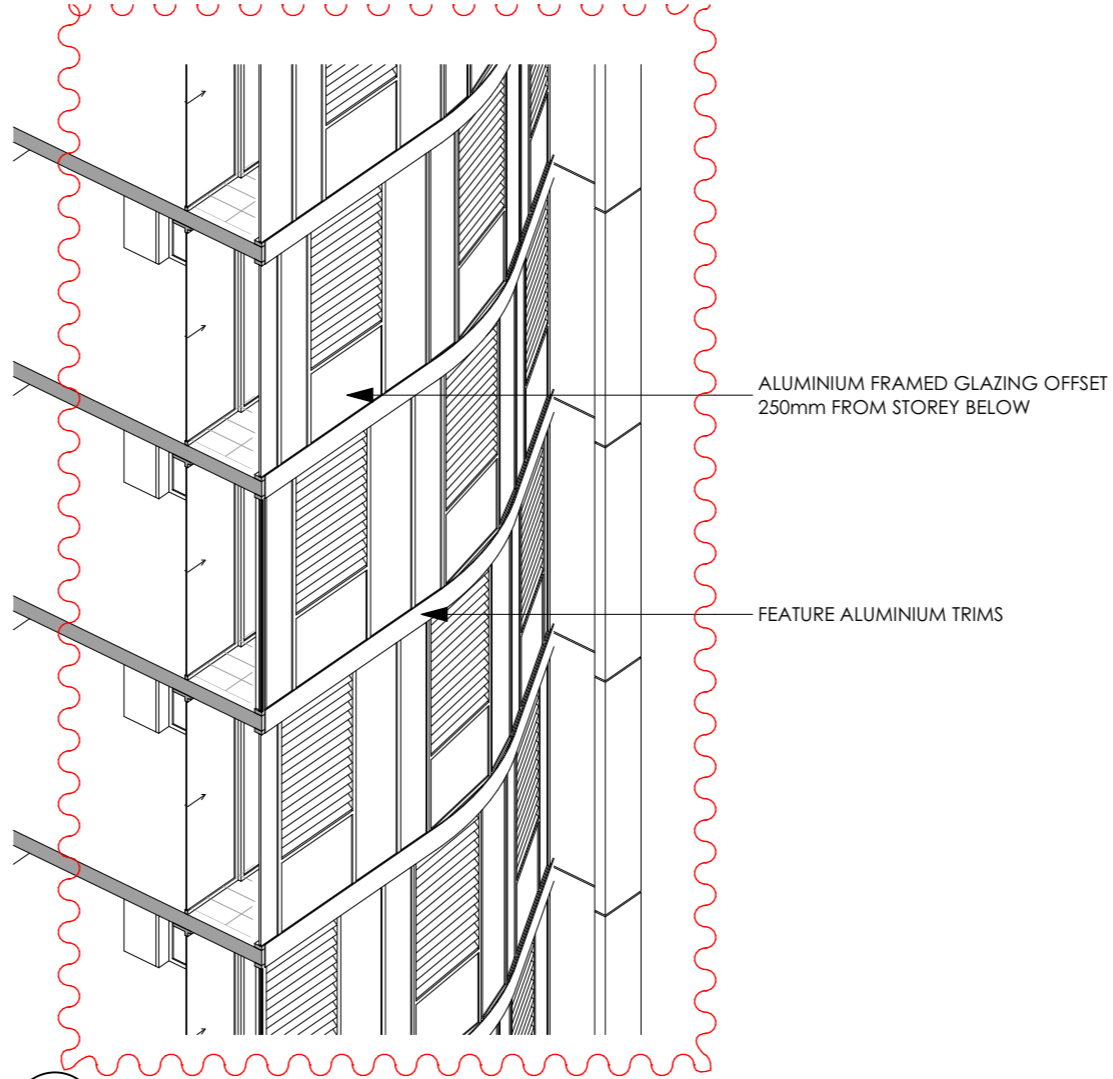 ALUMINIUM FRAMED GLAZING OFFSET
250mm FROM STOREY BELOW
FEATURE ALUMINIUM TRIMS